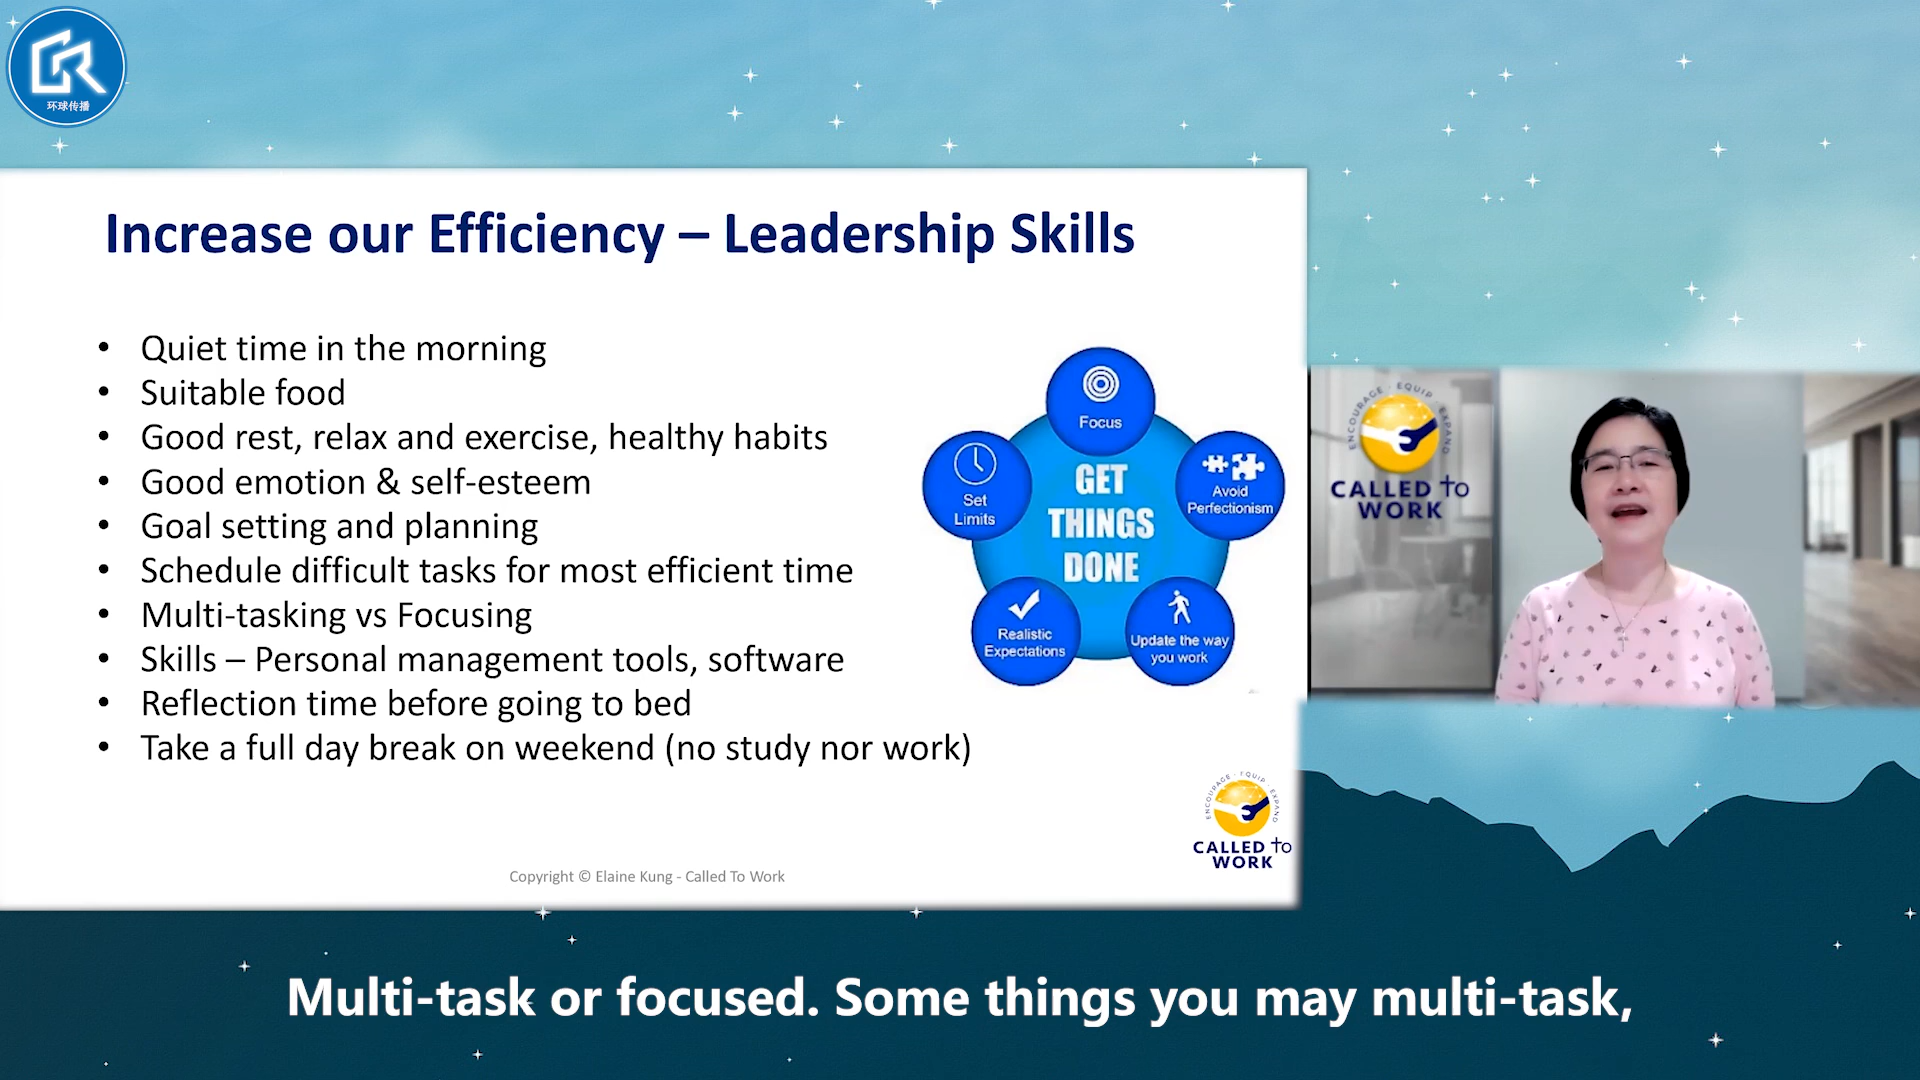 环球传播
Increase our Efficiency – Leadership Skills
• Quiet time in the morning
• Suitable food
• Good rest, relax and exercise, healthy habits
• Good emotion & self-esteem
• Goal setting and planning
• Schedule difficult tasks for most efficient time
• Multi-tasking vs Focusing
• Skills – Personal management tools, software
• Reflection time before going to bed
• Take a full day break on weekend (no study nor work)
Focus
Set
Limits
Avoid
Perfectionism
GET
THINGS
DONE
Realistic
Expectations
Update the way
you work
ENCOURAGE · EQUIP · EXPAND
CALLED TO
WORK
Copyright © Elaine Kung - Called To Work
ENCOURAGE · EQUIP · EXPAND
CALLED TO
WORK
Multi-task or focused. Some things you may multi-task,